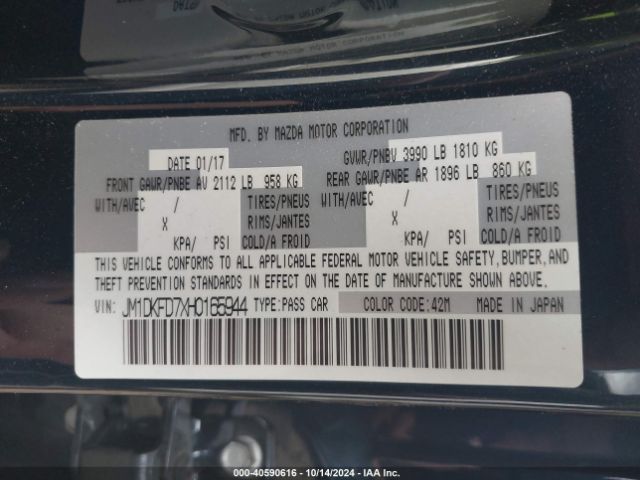 MAZDA MOTOR CORPORATION
MFD. BY MAZDA MOTOR CORPORATION
DATE 01/17 GVWR/PNBV 3990 LB 1810 KG
FRONT GAWR/PNBE AV 2112 LB 958 KG REAR GAWR/PNBE AR 1896 LB 860 KG
WITH/AVEC / TIRES/PNEUS WITH/AVEC / TIRES/PNEUS
X RIMS/JANTES X RIMS/JANTES
KPA/ PSI COLD/A FROID KPA/ PSI COLD/A FROID
THIS VEHICLE CONFORMS TO ALL APPLICABLE FEDERAL MOTOR VEHICLE SAFETY, BUMPER, AND
THEFT PREVENTION STANDARDS IN EFFECT ON THE DATE OF MANUFACTURE SHOWN ABOVE.
VIN: JM1DKFD7XH0165944 TYPE:PASS CAR COLOR CODE:42M MADE IN JAPAN
000-40590616 - 10/14/2024 - IAA Inc.